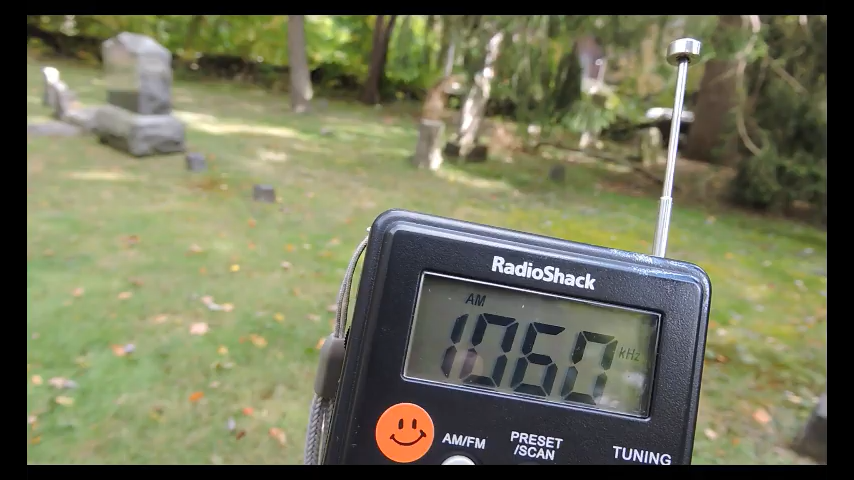 RadioShack
AM
1060 kHz
AM/FM
PRESET
/SCAN
TUNING